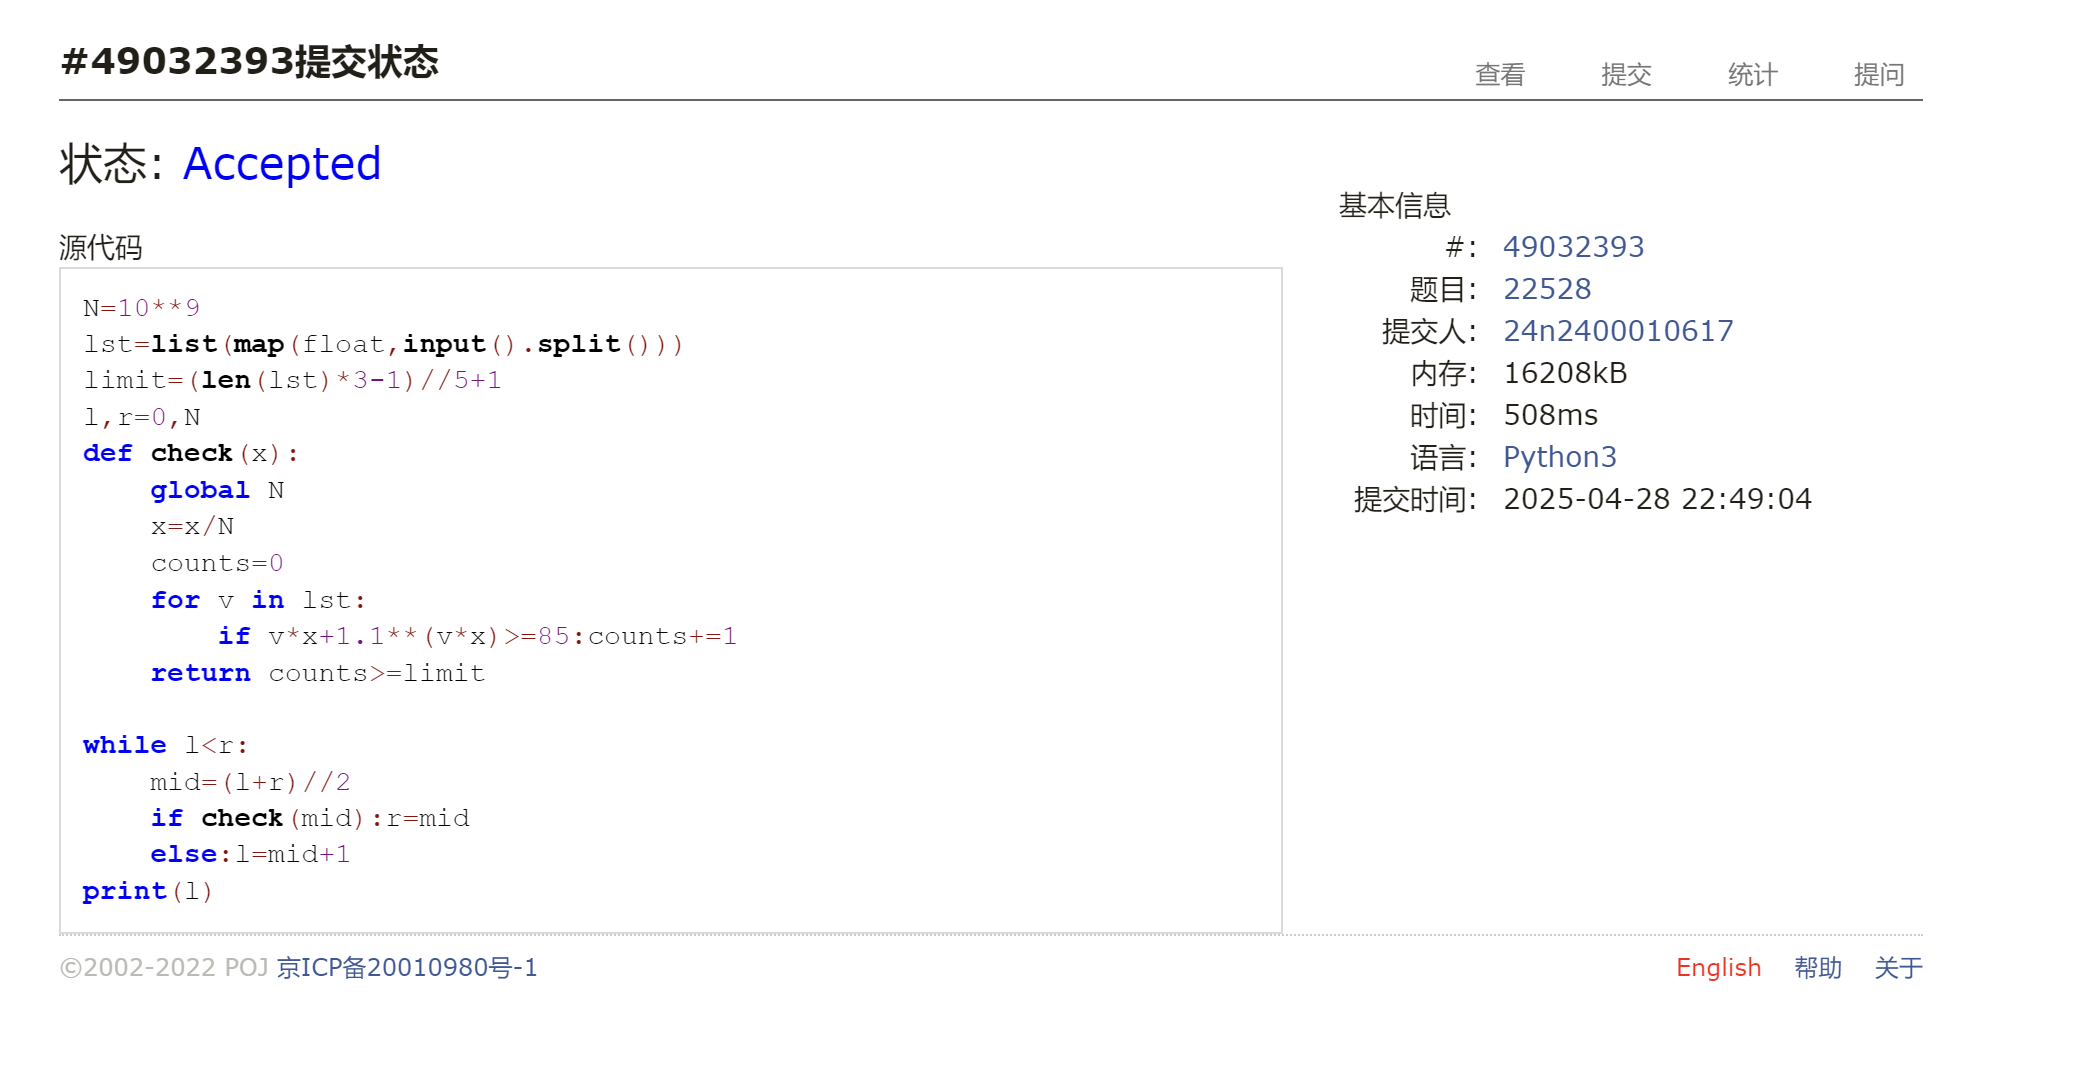 #49032393提交状态
查看 提交 统计 提问
状态: Accepted
源代码
N=10**9
lst=list(map(float,input().split()))
limit=(len(lst)*3-1)//5+1
l,r=0,N
def check(x):
    global N
    x=x/N
    counts=0
    for v in lst:
        if v*x+1.1**(v*x)>=85:counts+=1
    return counts>=limit

while l<r:
    mid=(l+r)//2
    if check(mid):r=mid
    else:l=mid+1
print(l)
基本信息
#: 49032393
题目: 22528
提交人: 24n2400010617
内存: 16208kB
时间: 508ms
语言: Python3
提交时间: 2025-04-28 22:49:04
©2002-2022 POJ 京ICP备20010980号-1
English 帮助 关于